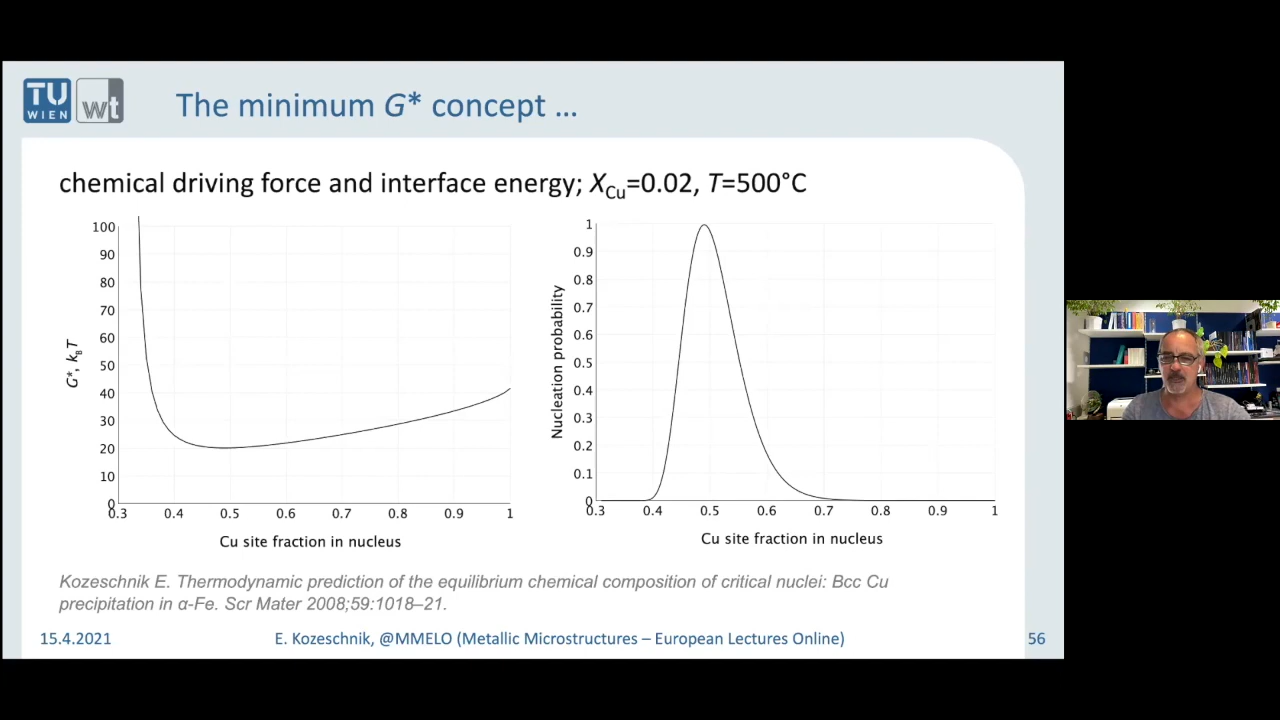 TU
WIEN
wt
The minimum G* concept …
chemical driving force and interface energy; XCu=0.02, T=500°C
G*, kBT
100
90
80
70
60
50
40
30
20
10
0
0.3 0.4 0.5 0.6 0.7 0.8 0.9 1
Cu site fraction in nucleus
Nucleation probability
1
0.9
0.8
0.7
0.6
0.5
0.4
0.3
0.2
0.1
0
0.3 0.4 0.5 0.6 0.7 0.8 0.9 1
Cu site fraction in nucleus
Kozeschnik E. Thermodynamic prediction of the equilibrium chemical composition of critical nuclei: Bcc Cu
precipitation in α-Fe. Scr Mater 2008;59:1018–21.
15.4.2021 E. Kozeschnik, @MMELO (Metallic Microstructures – European Lectures Online) 56